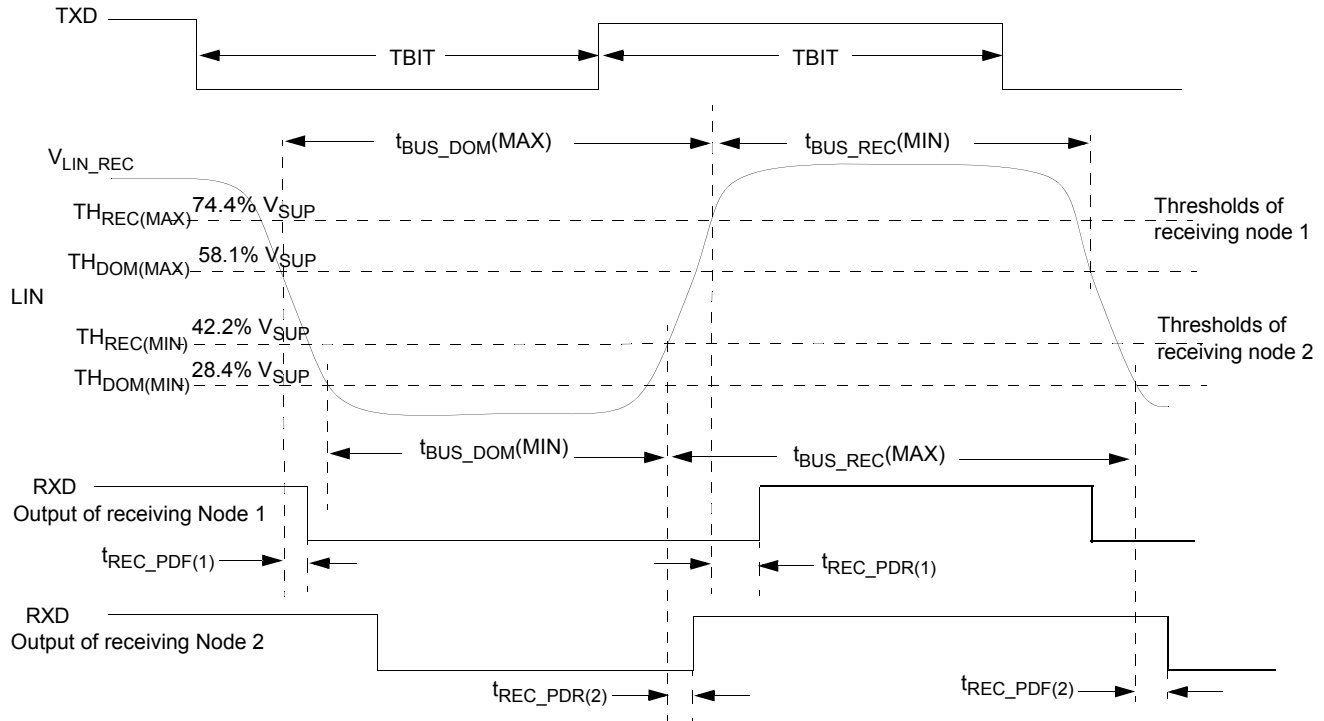 TXD
TBIT
TBIT
tBUS_DOM(MAX)
tBUS_REC(MIN)
VLIN_REC
THREC(MAX) 74.4% VSUP
Thresholds of
receiving node 1
THDOM(MAX) 58.1% VSUP
LIN
THREC(MIN) 42.2% VSUP
Thresholds of
receiving node 2
THDOM(MIN) 28.4% VSUP
tBUS_DOM(MIN)
tBUS_REC(MAX)
RXD
Output of receiving Node 1
tREC_PDF(1)
tREC_PDR(1)
RXD
Output of receiving Node 2
tREC_PDR(2)
tREC_PDF(2)